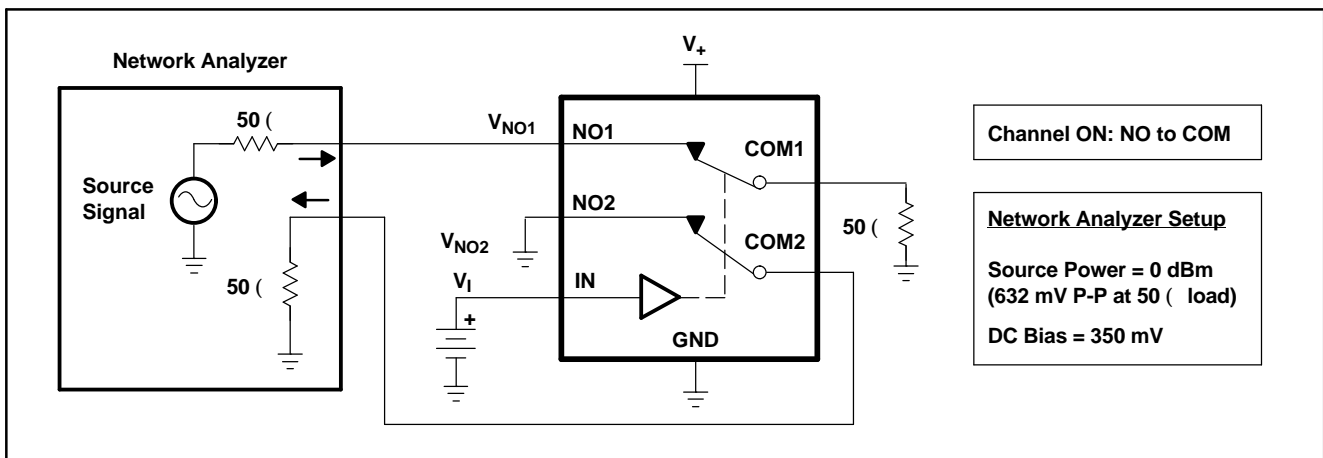 Network Analyzer
50 (
Source
Signal
50 (
V+
VNO1
NO1
COM1
NO2
VNO2
COM2
50 (
VI
IN
+
GND
Channel ON: NO to COM
Network Analyzer Setup
Source Power = 0 dBm
(632 mV P-P at 50 ( load)
DC Bias = 350 mV